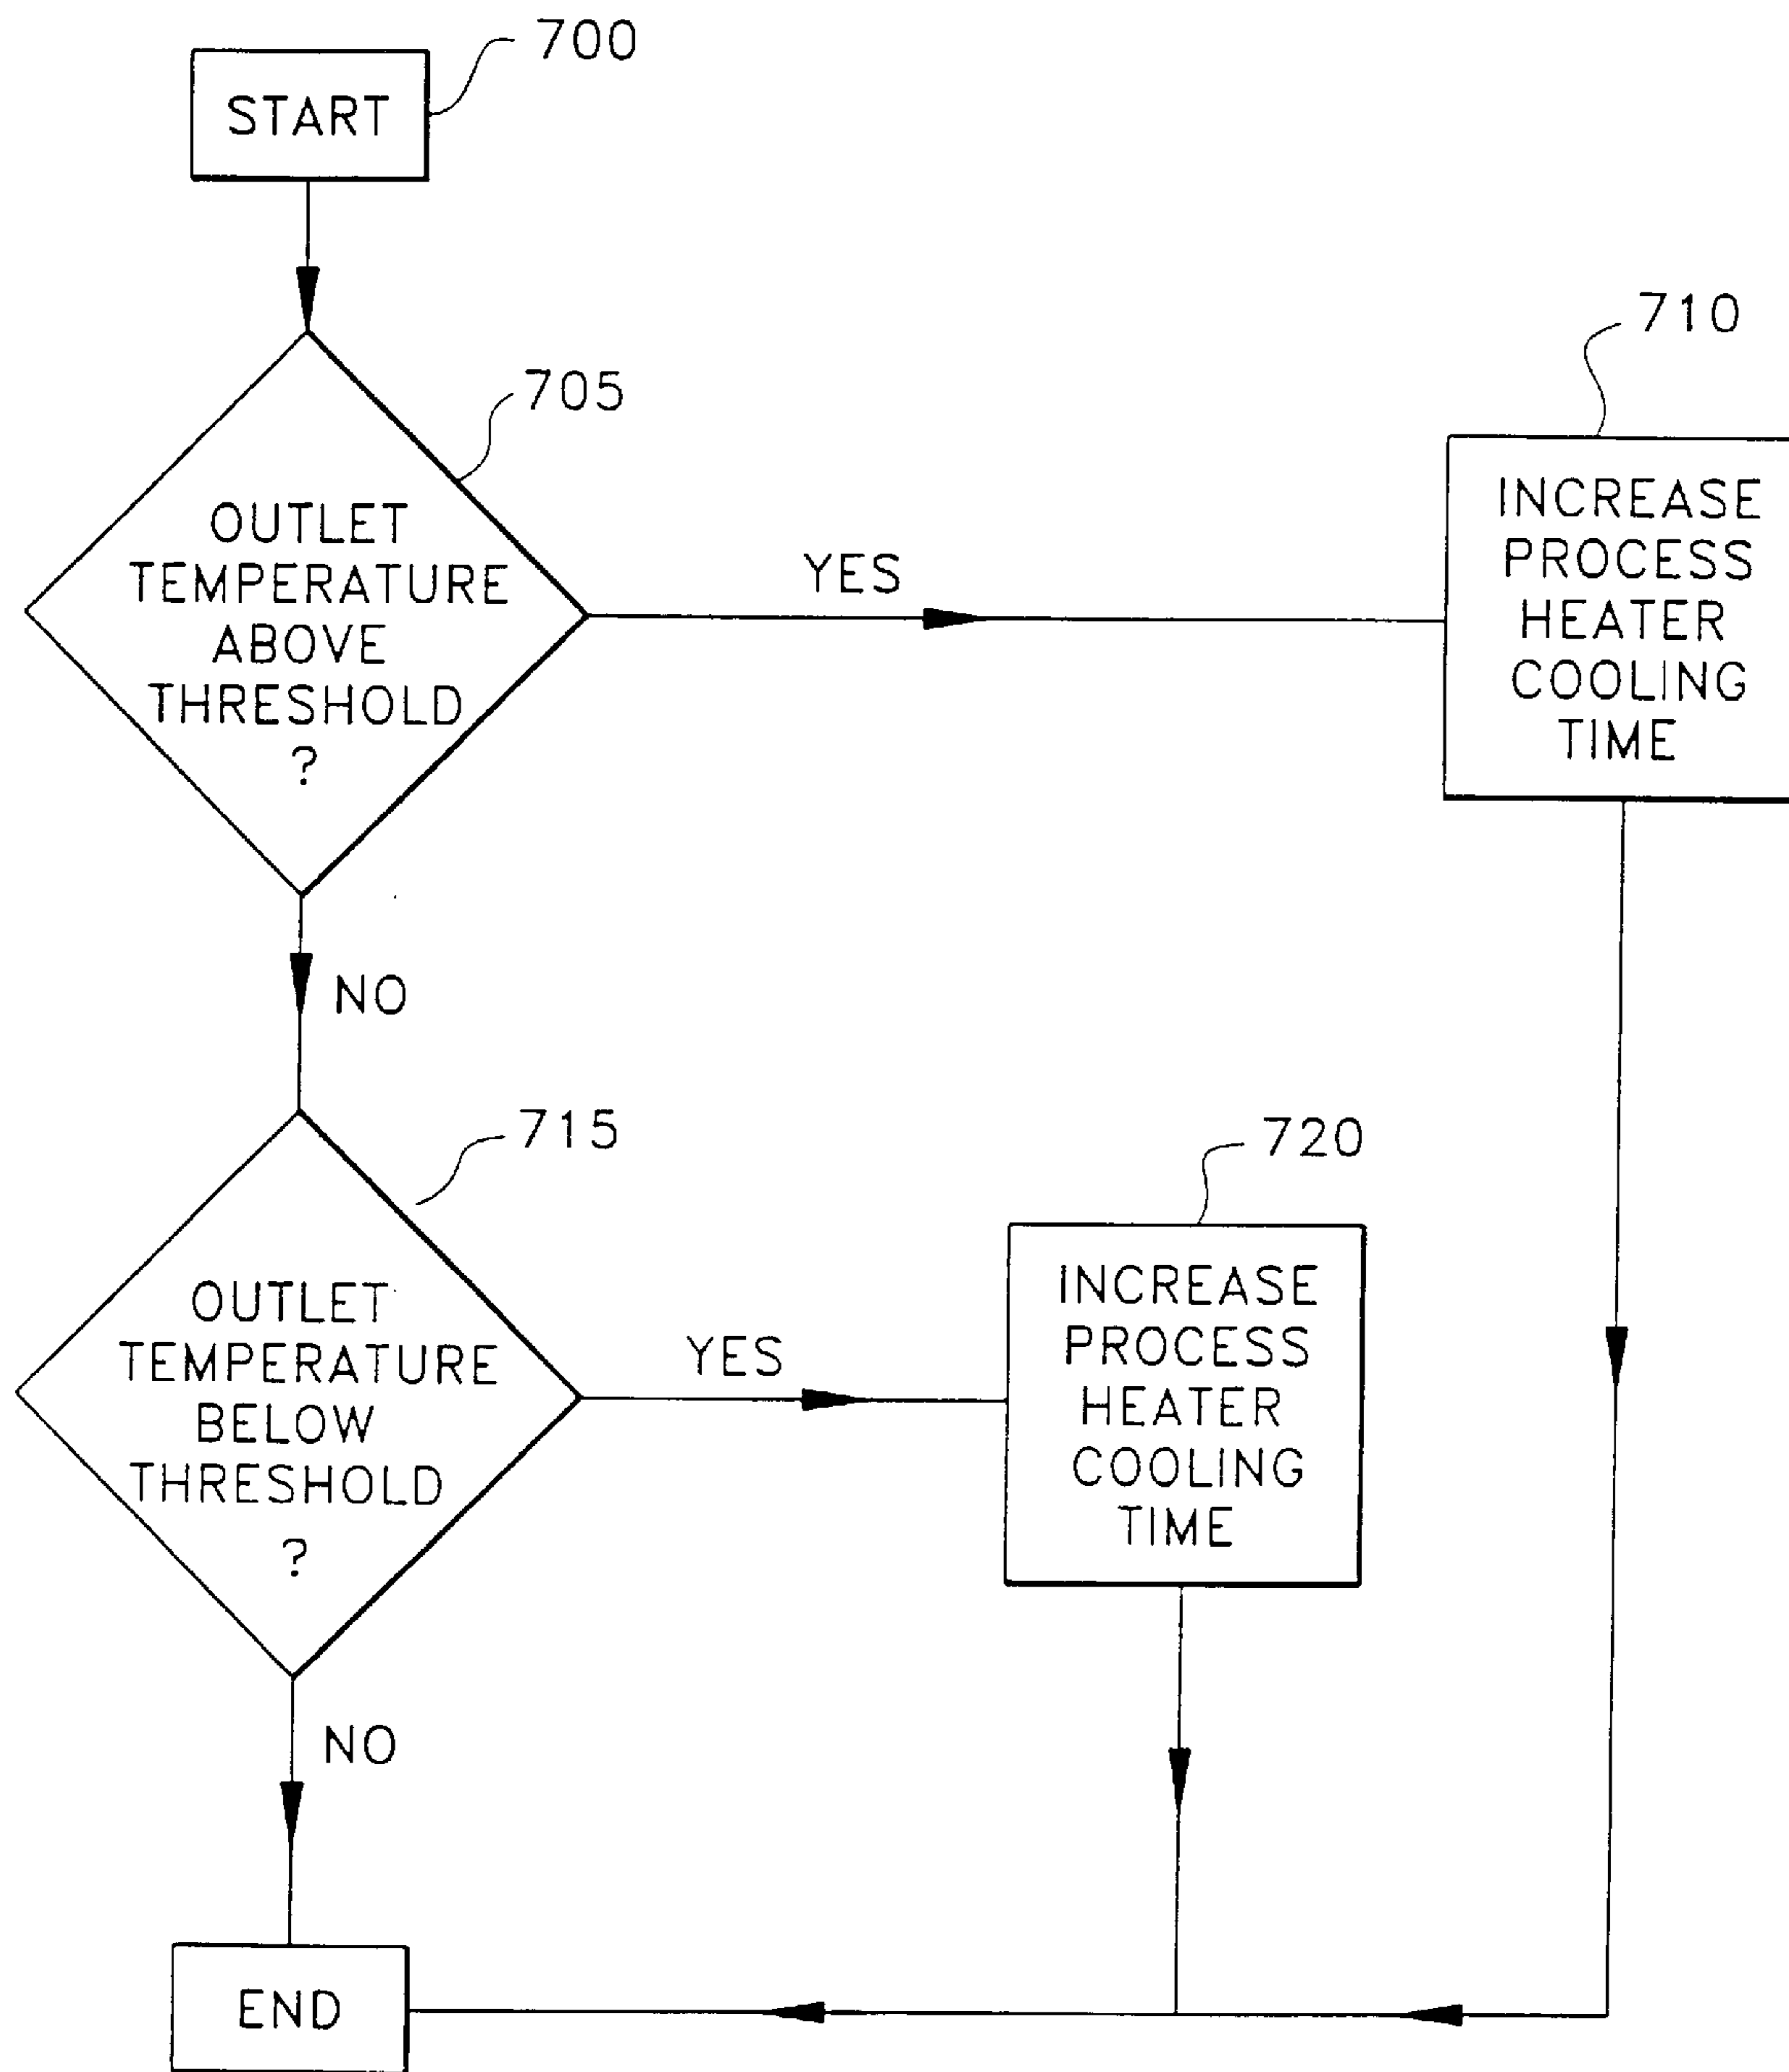 700
START
705
OUTLET
TEMPERATURE
ABOVE
THRESHOLD
?
YES
710
INCREASE
PROCESS
HEATER
COOLING
TIME
NO
715
OUTLET
TEMPERATURE
BELOW
THRESHOLD
?
YES
720
INCREASE
PROCESS
HEATER
COOLING
TIME
NO
END